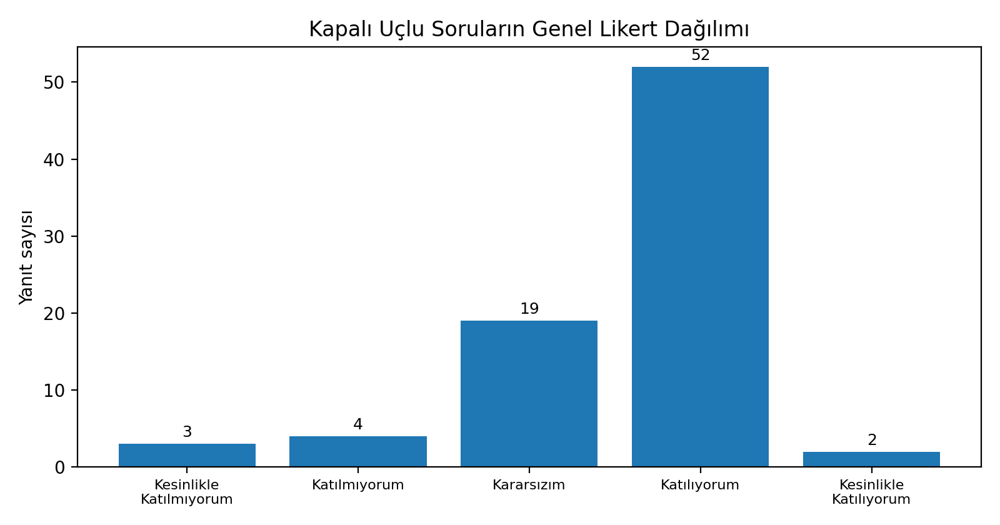 Kapalı Uçlu Soruların Genel Likert Dağılımı
Yanıt sayısı
50
40
30
20
10
0
3
4
19
52
2
Kesinlikle
Katılmıyorum
Katılmıyorum
Kararsızım
Katılıyorum
Kesinlikle
Katılıyorum